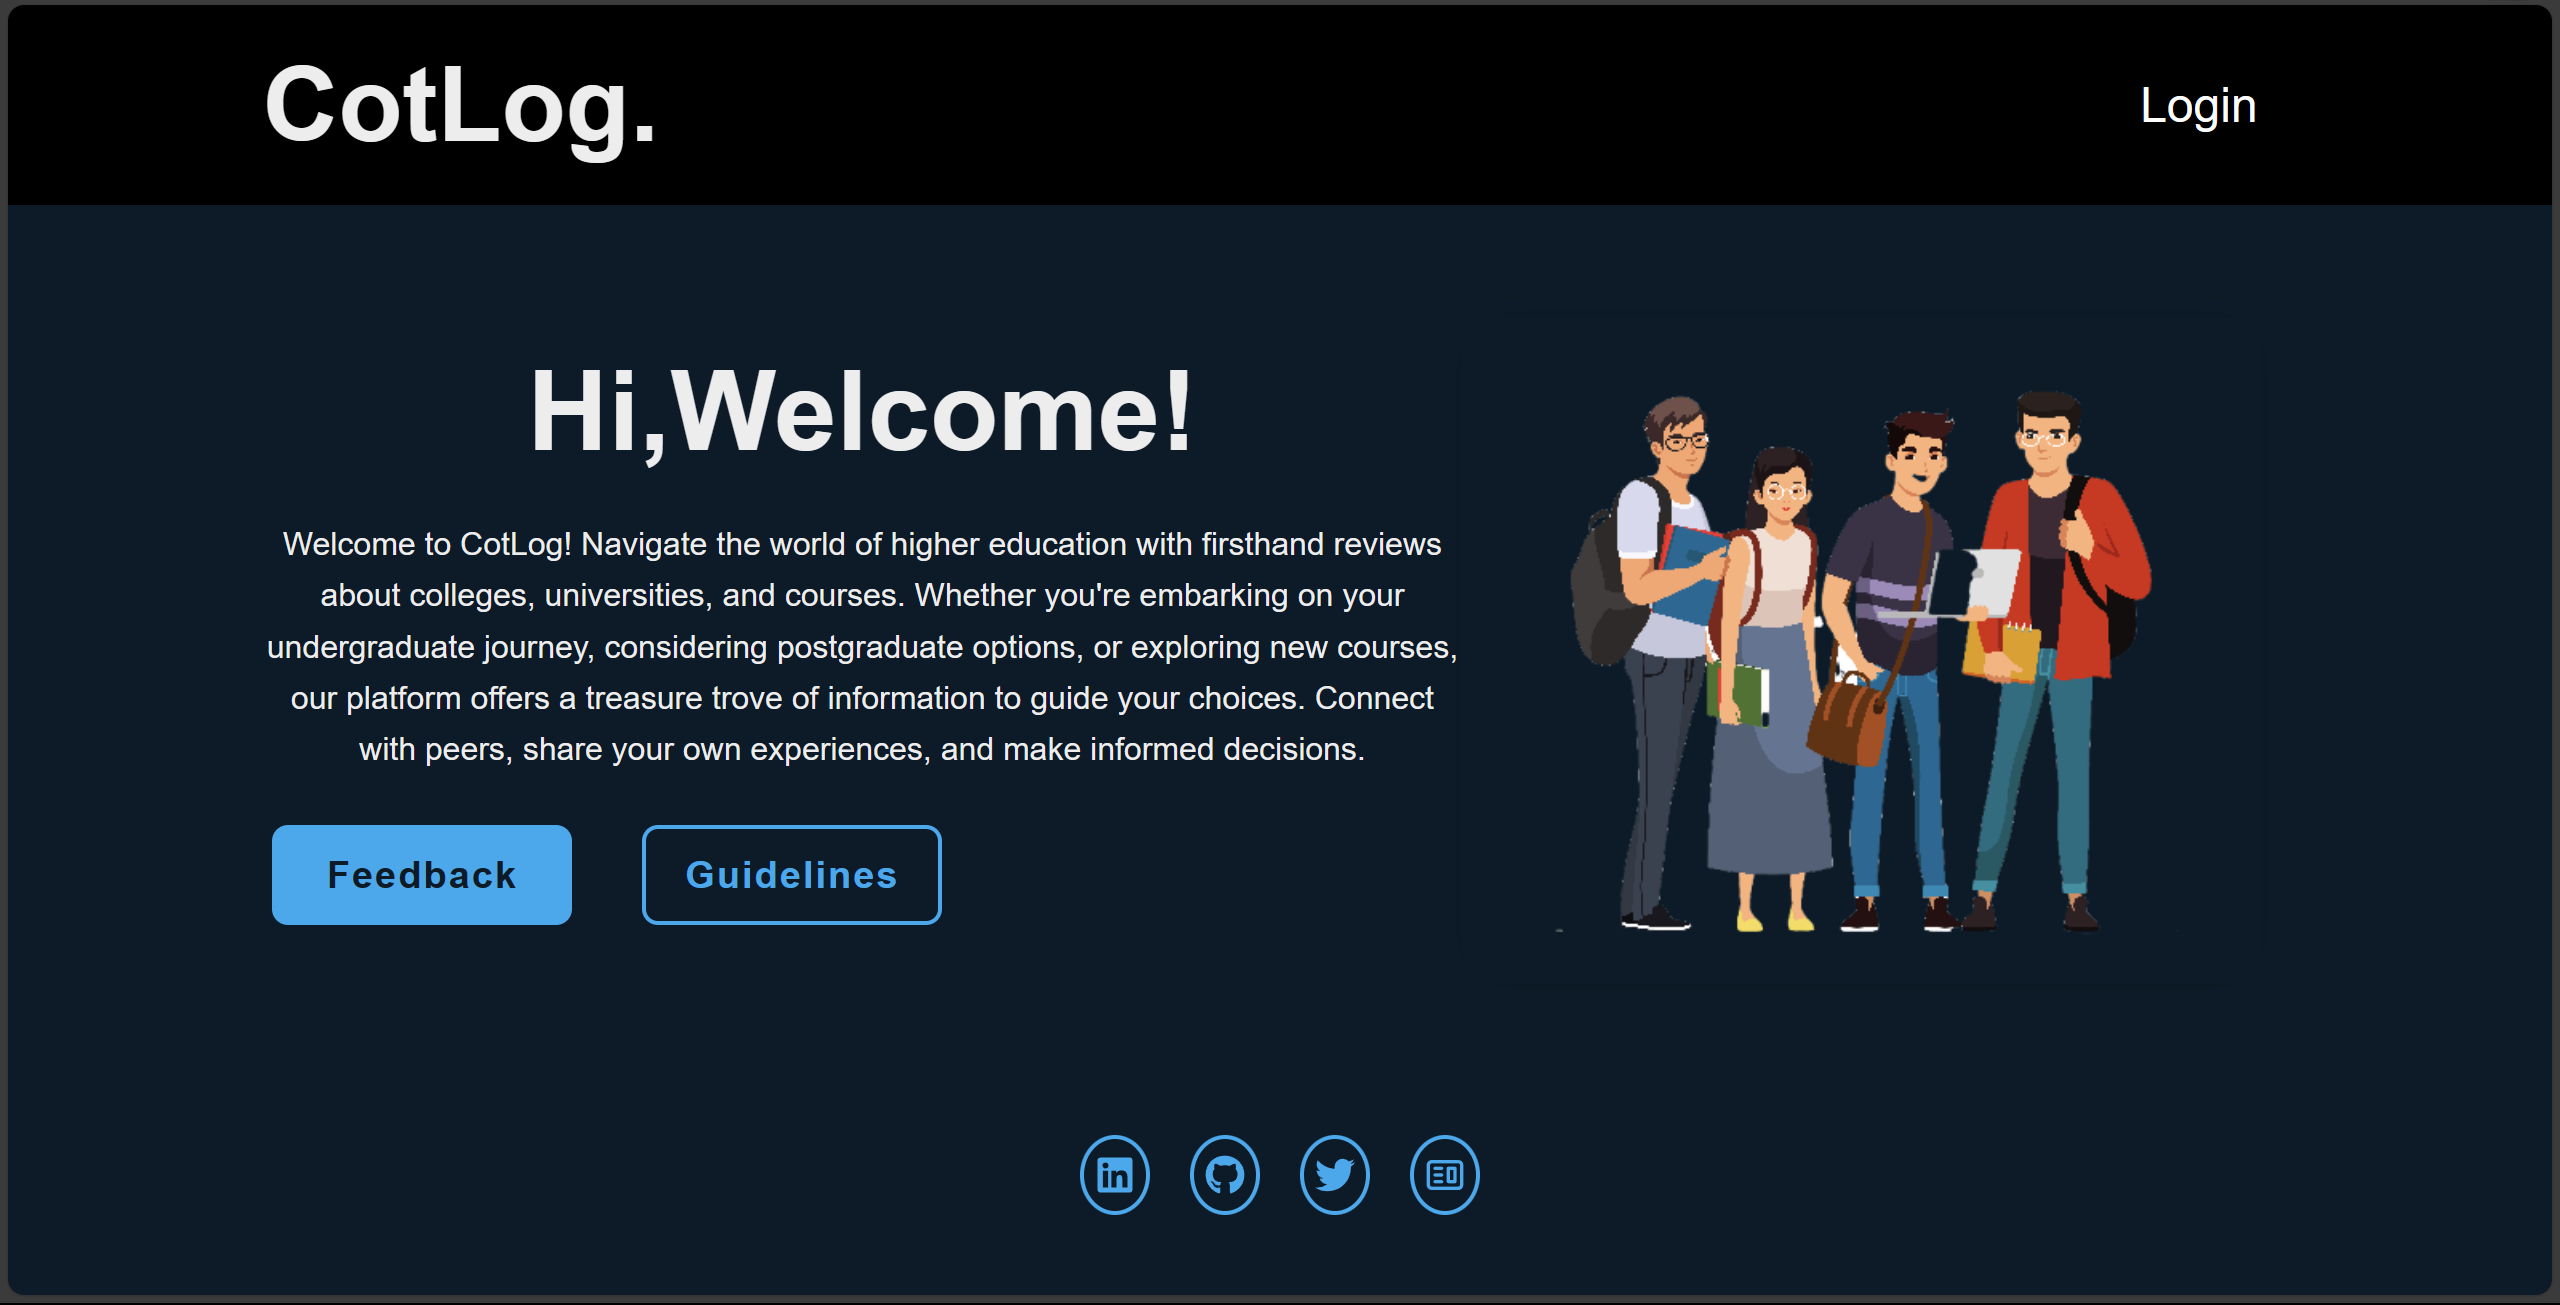 CotLog.
Login
Hi,Welcome!
Welcome to CotLog! Navigate the world of higher education with firsthand reviews
about colleges, universities, and courses. Whether you're embarking on your
undergraduate journey, considering postgraduate options, or exploring new courses,
our platform offers a treasure trove of information to guide your choices. Connect
with peers, share your own experiences, and make informed decisions.
Feedback
Guidelines
in